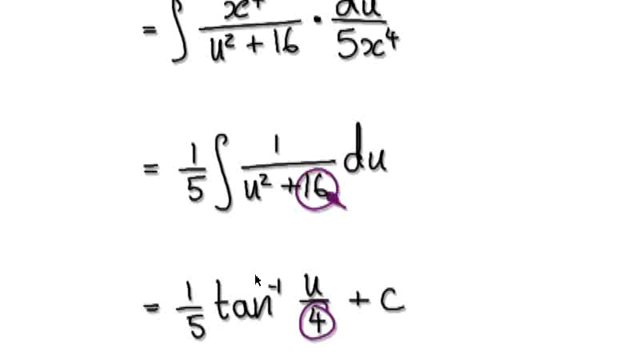 = ∫ x⁴/(u² + 16) · du/5x⁴
= 1/5 ∫ 1/(u² + 16) du
= 1/5 tan⁻¹ u/4 + C